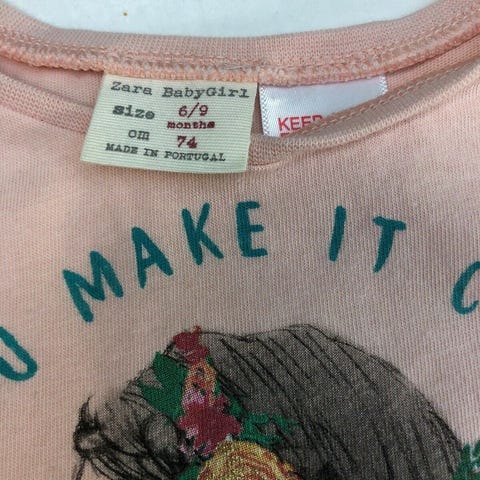 Zara BabyGirl
size 6/9
months
cm 74
MADE IN PORTUGAL
KEEP
MAKE IT